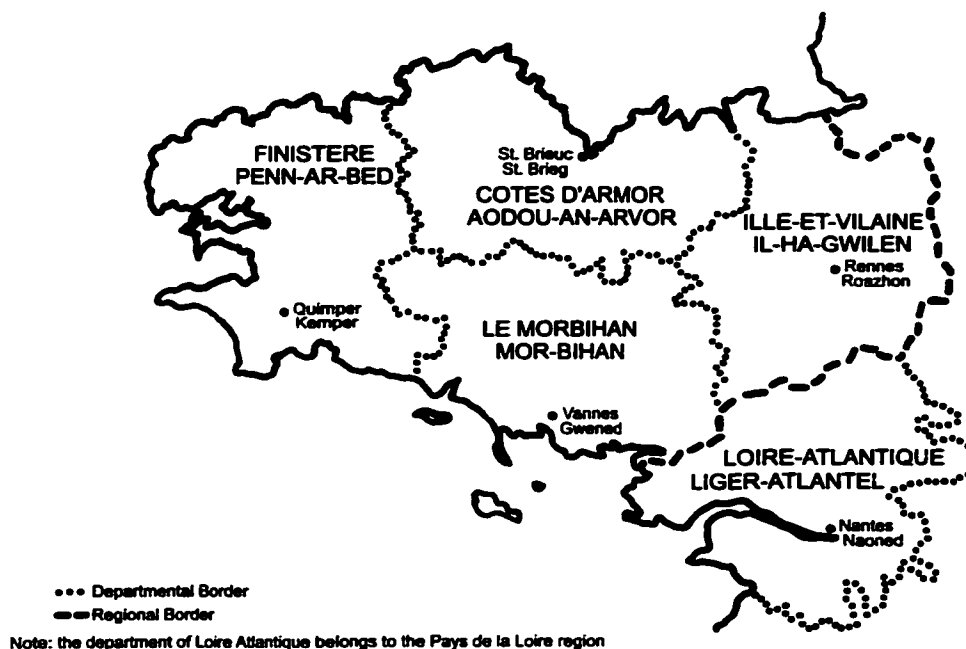 FINISTERE
PENN-AR-BED
St. Brieuc
St. Brieg
COTES D'ARMOR
AODOU-AN-ARVOR
ILLE-ET-VILAINE
IL-HA-GWILEN
Rennes
Roazhon
Quimper
Kemper
LE MORBIHAN
MOR-BIHAN
Vannes
Gwened
LOIRE-ATLANTIQUE
LIGER-ATLANTEL
Nantes
Naoned
Departmental Border
Regional Border
Note: the department of Loire Atlantique belongs to the Pays de la Loire region